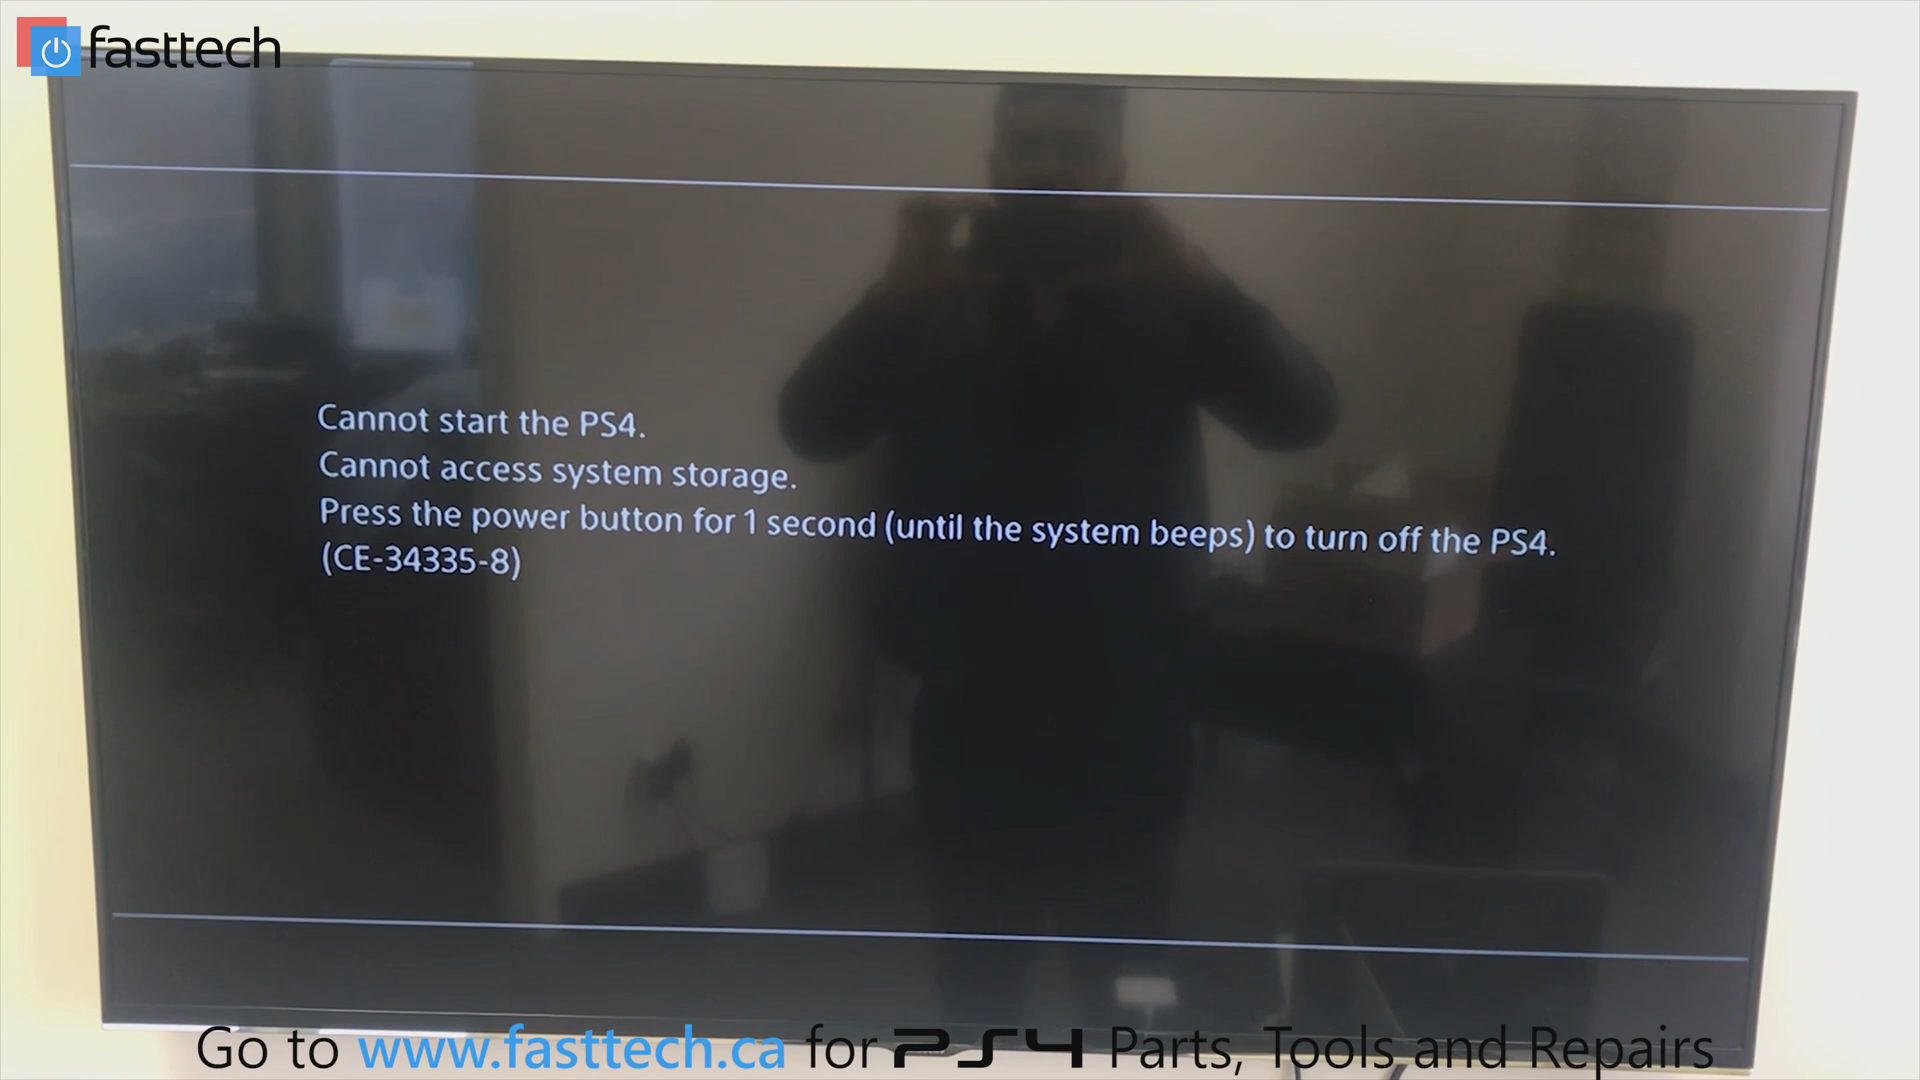 fasttech
Cannot start the PS4.
Cannot access system storage.
Press the power button for 1 second (until the system beeps) to turn off the PS4.
(CE-34335-8)
Go to www.fasttech.ca for PS4 Parts, Tools and Repairs